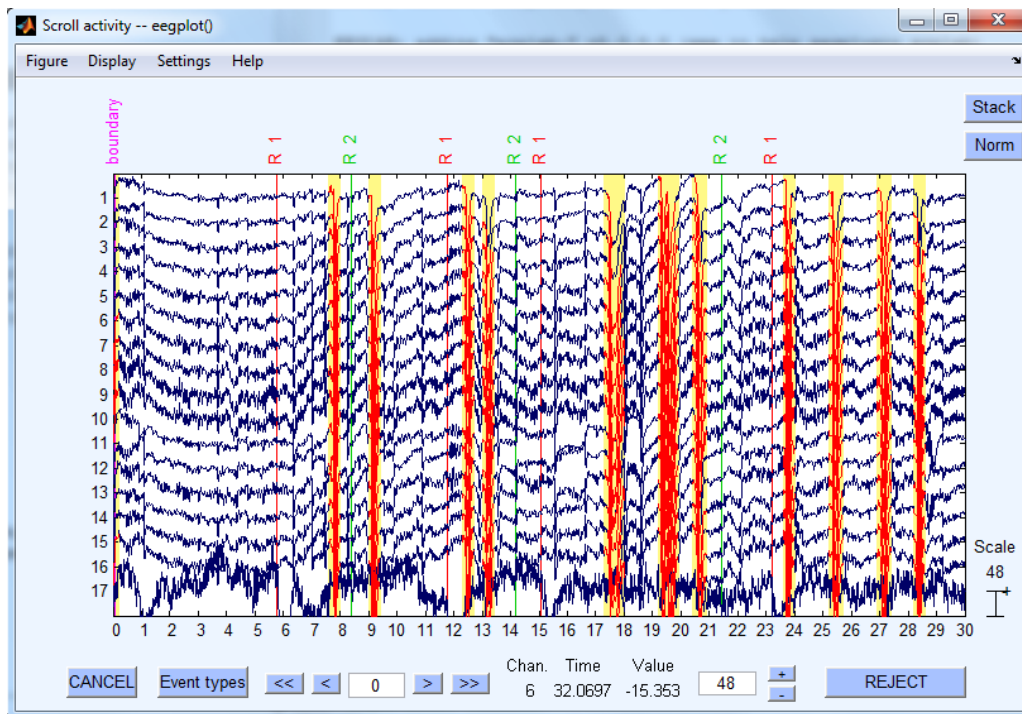 Scroll activity -- eegplot()
Figure Display Settings Help
Stack
Norm
boundary R 1 R 2 R 1 R 2 R 1 R 2 R 1
1
2
3
4
5
6
7
8
9
10
11
12
13
14
15
16
17
Scale
48
0 1 2 3 4 5 6 7 8 9 10 11 12 13 14 15 16 17 18 19 20 21 22 23 24 25 26 27 28 29 30
Chan. Time Value
CANCEL Event types << < 0 > >> 6 32.0697 -15.353 48 + - REJECT